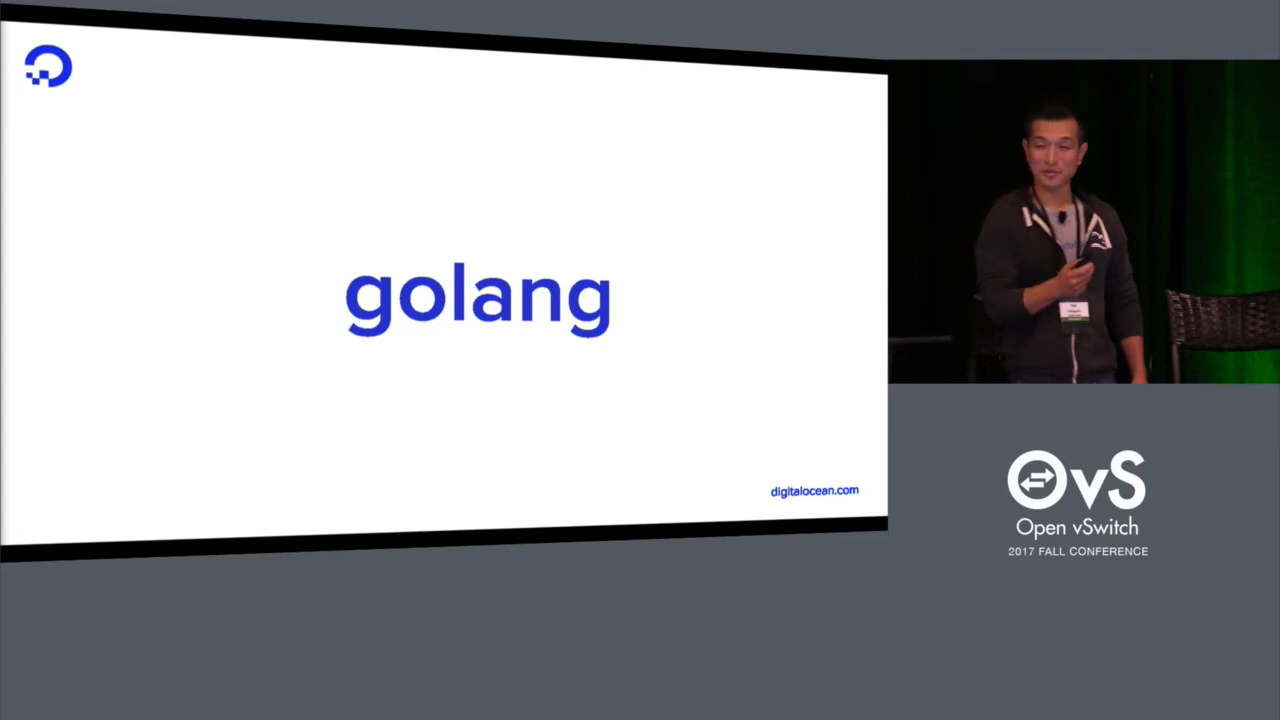 golang
digitalocean.com
OvS
Open vSwitch
2017 FALL CONFERENCE